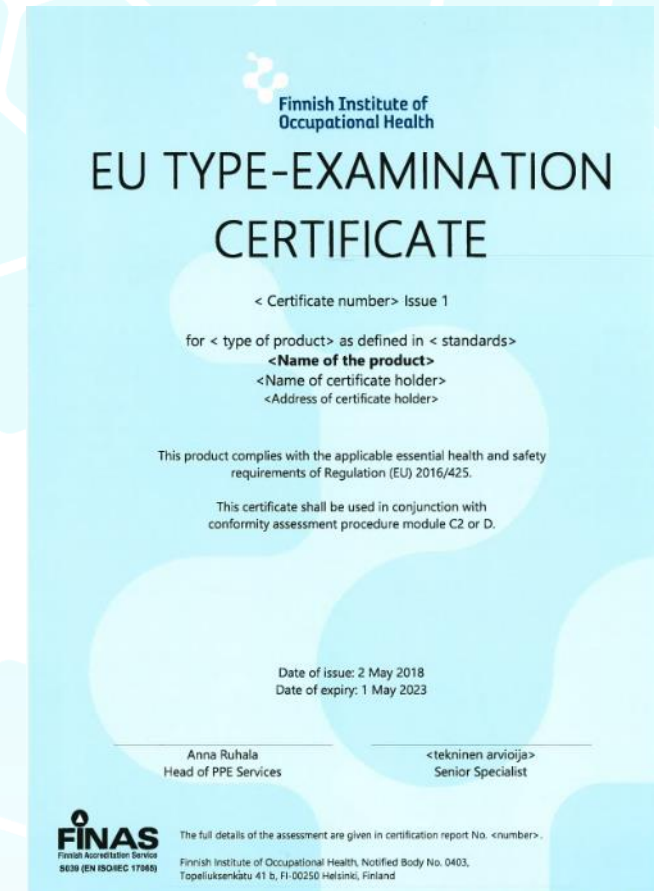 Finnish Institute of
Occupational Health
EU TYPE-EXAMINATION
CERTIFICATE
< Certificate number> Issue 1
for < type of product> as defined in < standards>
<Name of the product>
<Name of certificate holder>
<Address of certificate holder>
This product complies with the applicable essential health and safety
requirements of Regulation (EU) 2016/425.
This certificate shall be used in conjunction with
conformity assessment procedure module C2 or D.
Date of issue: 2 May 2018
Date of expiry: 1 May 2023
Anna Ruhala
Head of PPE Services
<tekninen arvioija>
Senior Specialist
FINAS
Finnish Accreditation Service
S039 (EN ISO/IEC 17065)
The full details of the assessment are given in certification report No. <number>.
Finnish Institute of Occupational Health, Notified Body No. 0403,
Topeliuksenkatu 41 b, FI-00250 Helsinki, Finland